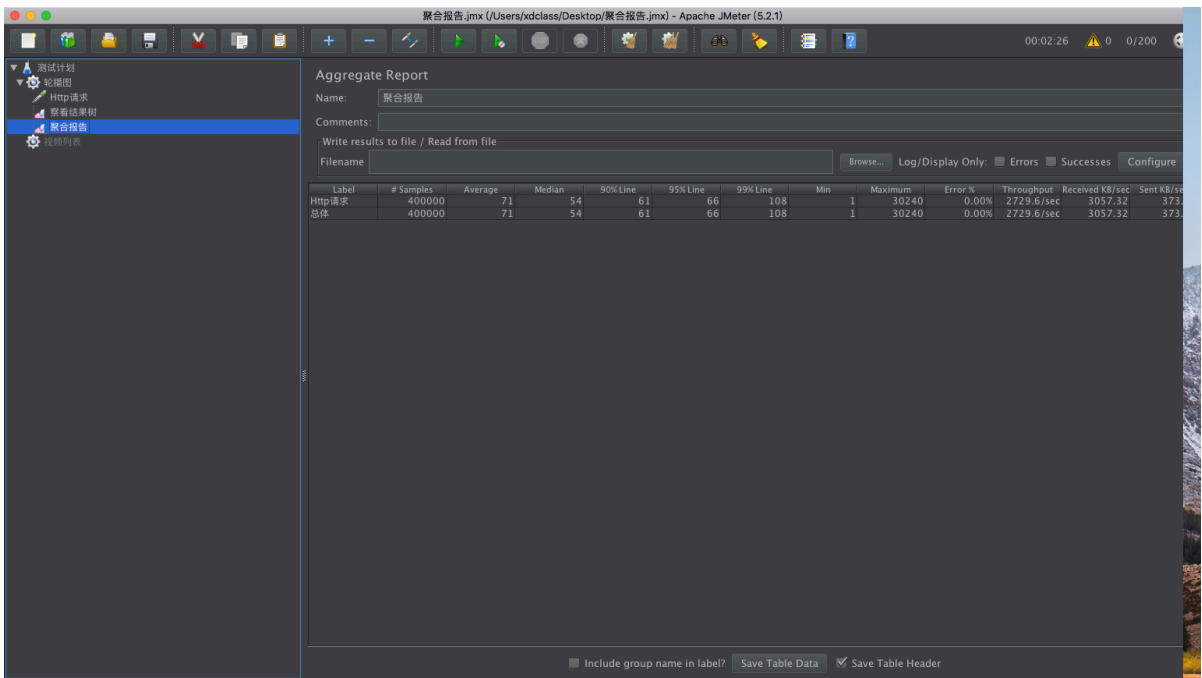 聚合报告.jmx (/Users/xdclass/Desktop/聚合报告.jmx) - Apache JMeter (5.2.1)
00:02:26 0 0/200
测试计划
轮播图
Http请求
察看结果树
聚合报告
视频列表
Aggregate Report
Name: 聚合报告
Comments:
Write results to file / Read from file
Filename Browse... Log/Display Only: Errors Successes Configure
Label # Samples Average Median 90% Line 95% Line 99% Line Min Maximum Error % Throughput Received KB/sec Sent KB/se
Http请求 400000 71 54 61 66 108 1 30240 0.00% 2729.6/sec 3057.32 373.
总体 400000 71 54 61 66 108 1 30240 0.00% 2729.6/sec 3057.32 373.
Include group name in label? Save Table Data Save Table Header